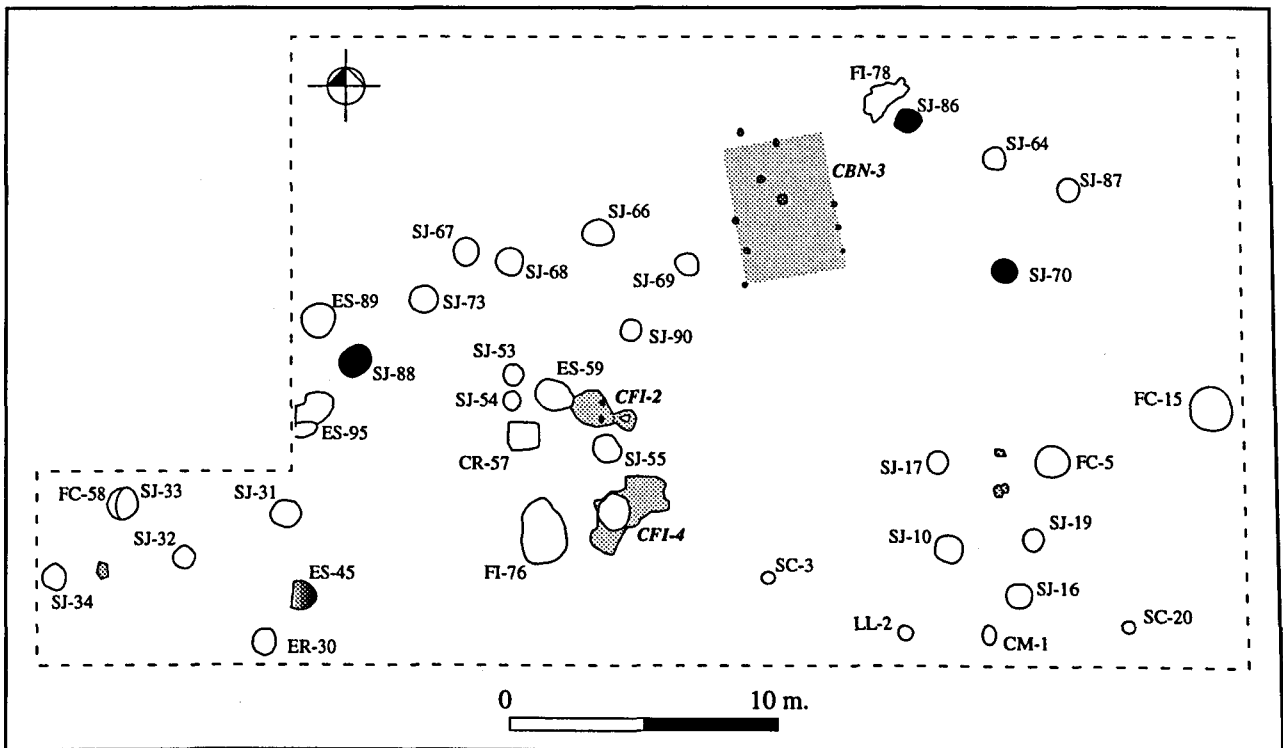 FI-78
SJ-86
SJ-64
CBN-3
SJ-87
SJ-66
SJ-67
SJ-68
SJ-69
SJ-70
ES-89
SJ-73
SJ-90
SJ-88
SJ-53
ES-59
SJ-54
CFI-2
FC-15
ES-95
CR-57
SJ-55
SJ-17
FC-5
FC-58
SJ-33
SJ-31
SJ-32
CFI-4
SJ-10
SJ-19
SJ-34
ES-45
FI-76
SC-3
SJ-16
ER-30
LL-2
CM-1
SC-20
0 10 m.